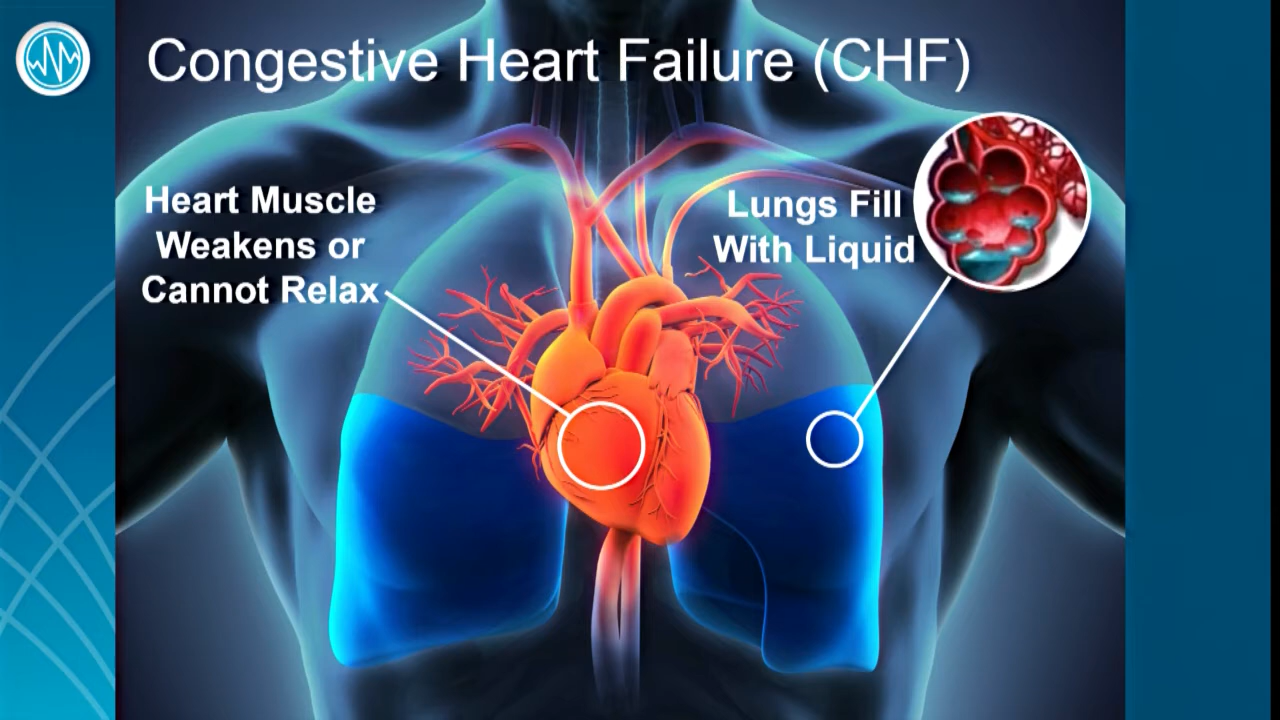 Congestive Heart Failure (CHF)
Heart Muscle
Weakens or
Cannot Relax
Lungs Fill
With Liquid